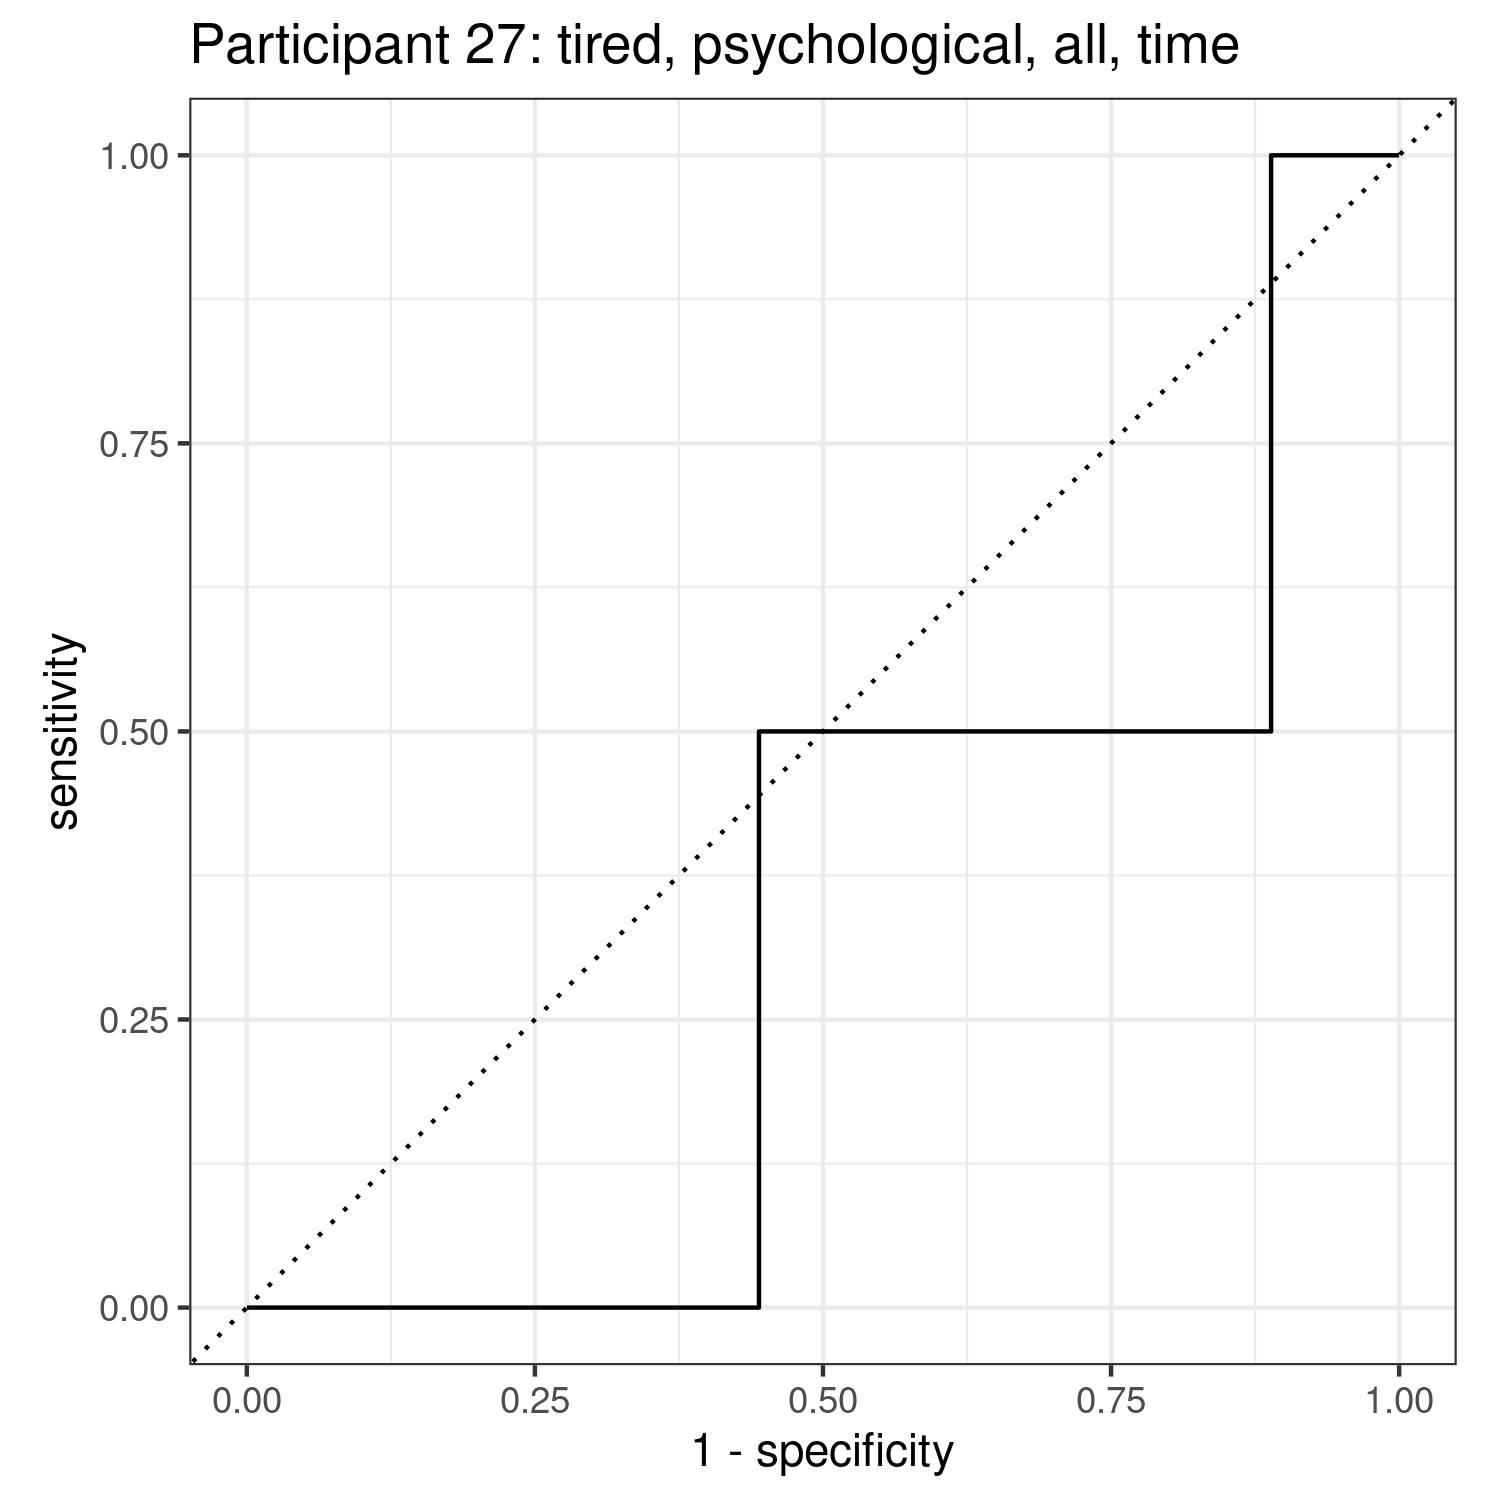 Participant 27: tired, psychological, all, time
1.00
0.75
0.50
0.25
0.00
sensitivity
0.00 0.25 0.50 0.75 1.00
1 - specificity